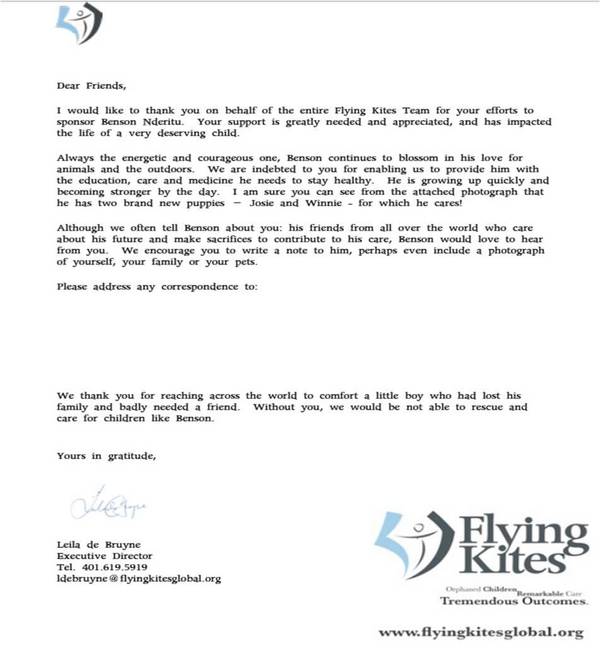 Dear Friends,
I would like to thank you on behalf of the entire Flying Kites Team for your efforts to
sponsor Benson Nderitu. Your support is greatly needed and appreciated, and has impacted
the life of a very deserving child.
Always the energetic and courageous one, Benson continues to blossom in his love for
animals and the outdoors. We are indebted to you for enabling us to provide him with
the education, care and medicine he needs to stay healthy. He is growing up quickly and
becoming stronger by the day. I am sure you can see from the attached photograph that
he has two brand new puppies — Josie and Winnie - for which he cares!
Although we often tell Benson about you: his friends from all over the world who care
about his future and make sacrifices to contribute to his care, Benson would love to hear
from you. We encourage you to write a note to him, perhaps even include a photograph
of yourself, your family or your pets.
Please address any correspondence to:
We thank you for reaching across the world to comfort a little boy who had lost his
family and badly needed a friend. Without you, we would be not able to rescue and
care for children like Benson.
Yours in gratitude,
Leila de Bruyne
Executive Director
Tel. 401.619.5919
ldebruyne@flyingkitesglobal.org
Flying
Kites
Orphaned Children Remarkable Care
Tremendous Outcomes.
www.flyingkitesglobal.org